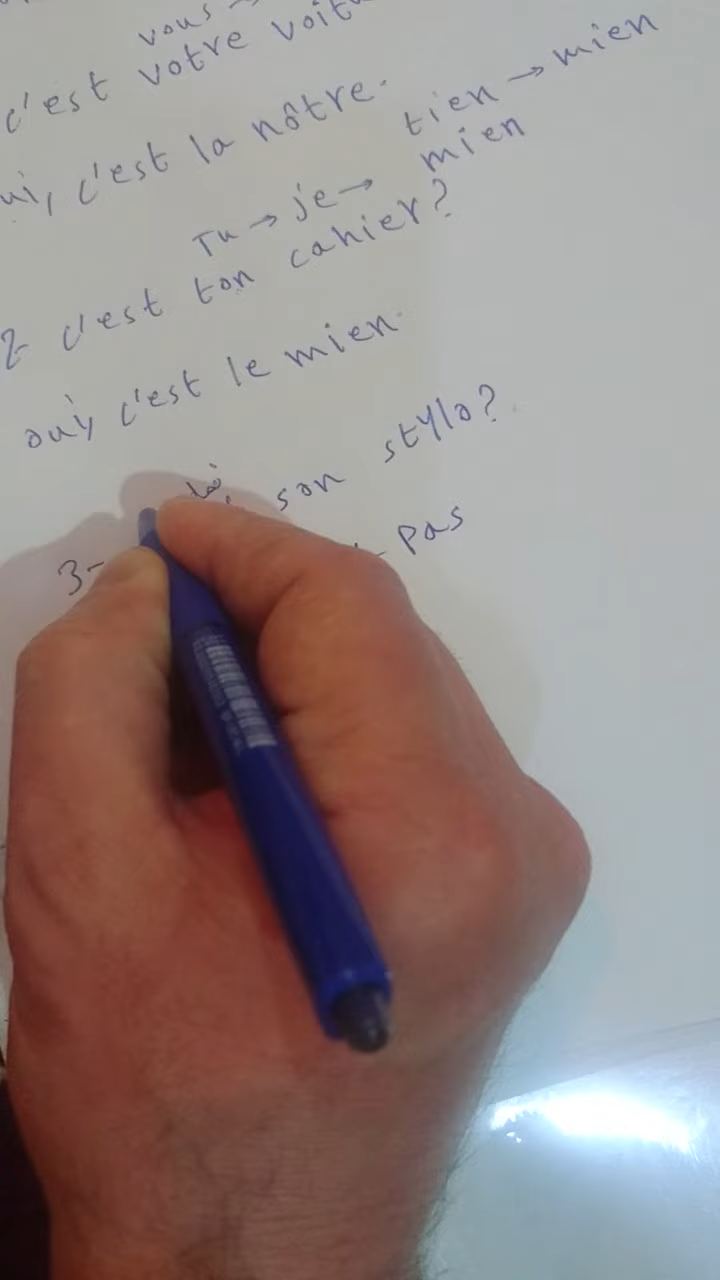 vous →
c'est votre voitu
ui, c'est la nôtre.
tien → mien
Tu → je → mien
2- c'est ton cahier?
oui, c'est le mien.
3- son stylo?
pas